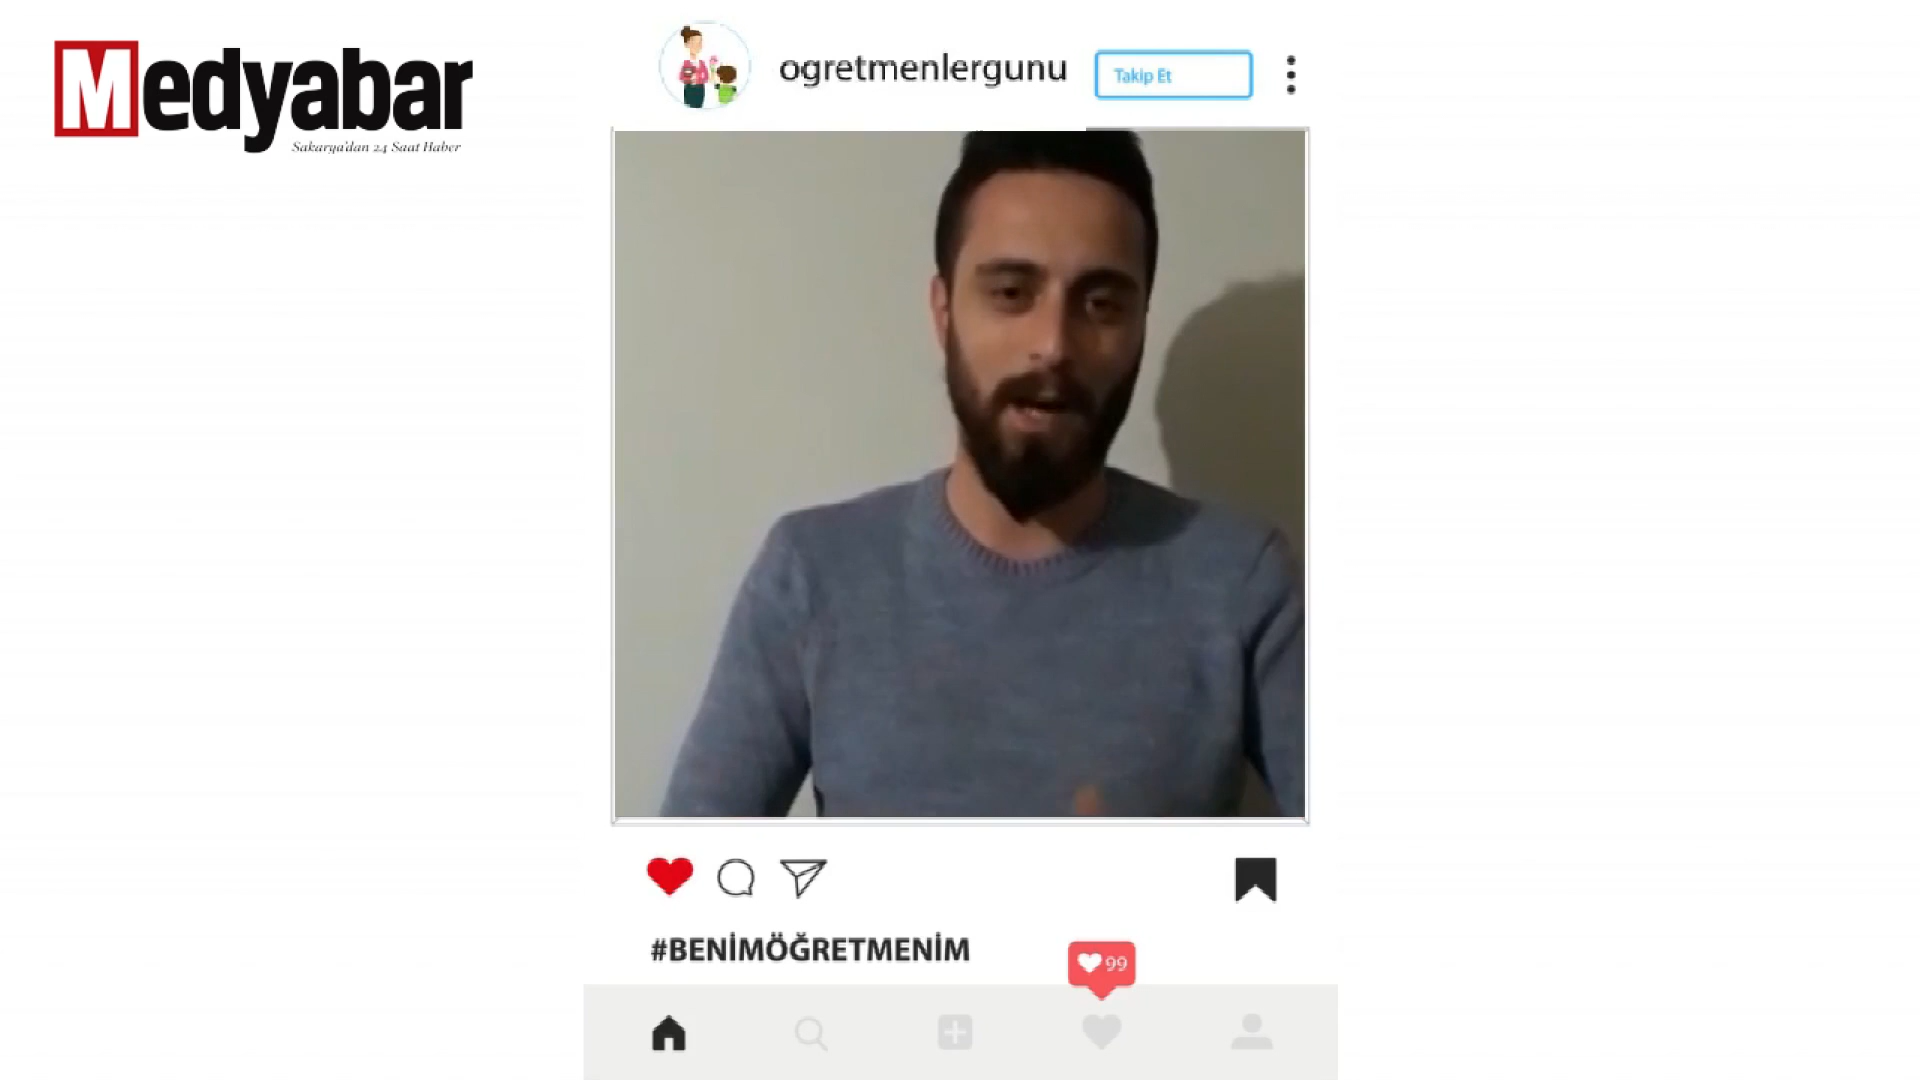 Medyabar
Sakarya'dan 24 Saat Haber
ogretmenlergunu
Takip Et
#BENİMÖĞRETMENİM
99